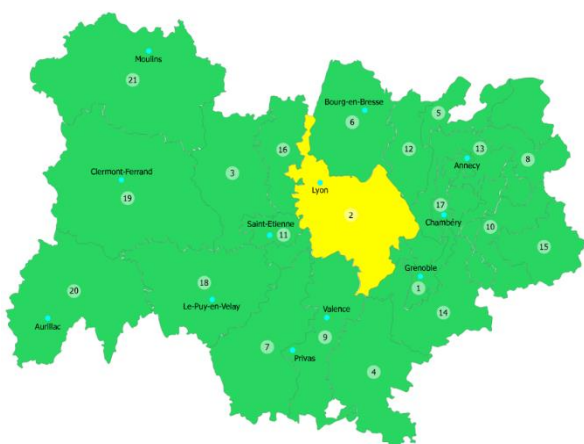 Moulins
21
Bourg-en-Bresse
5
6
16
12
13
Annecy
8
3
Clermont-Ferrand
Lyon
19
17
2
Chambéry
Saint-Etienne
10
11
15
Grenoble
20
18
1
Le-Puy-en-Velay
Valence
14
Aurillac
9
7
Privas
4